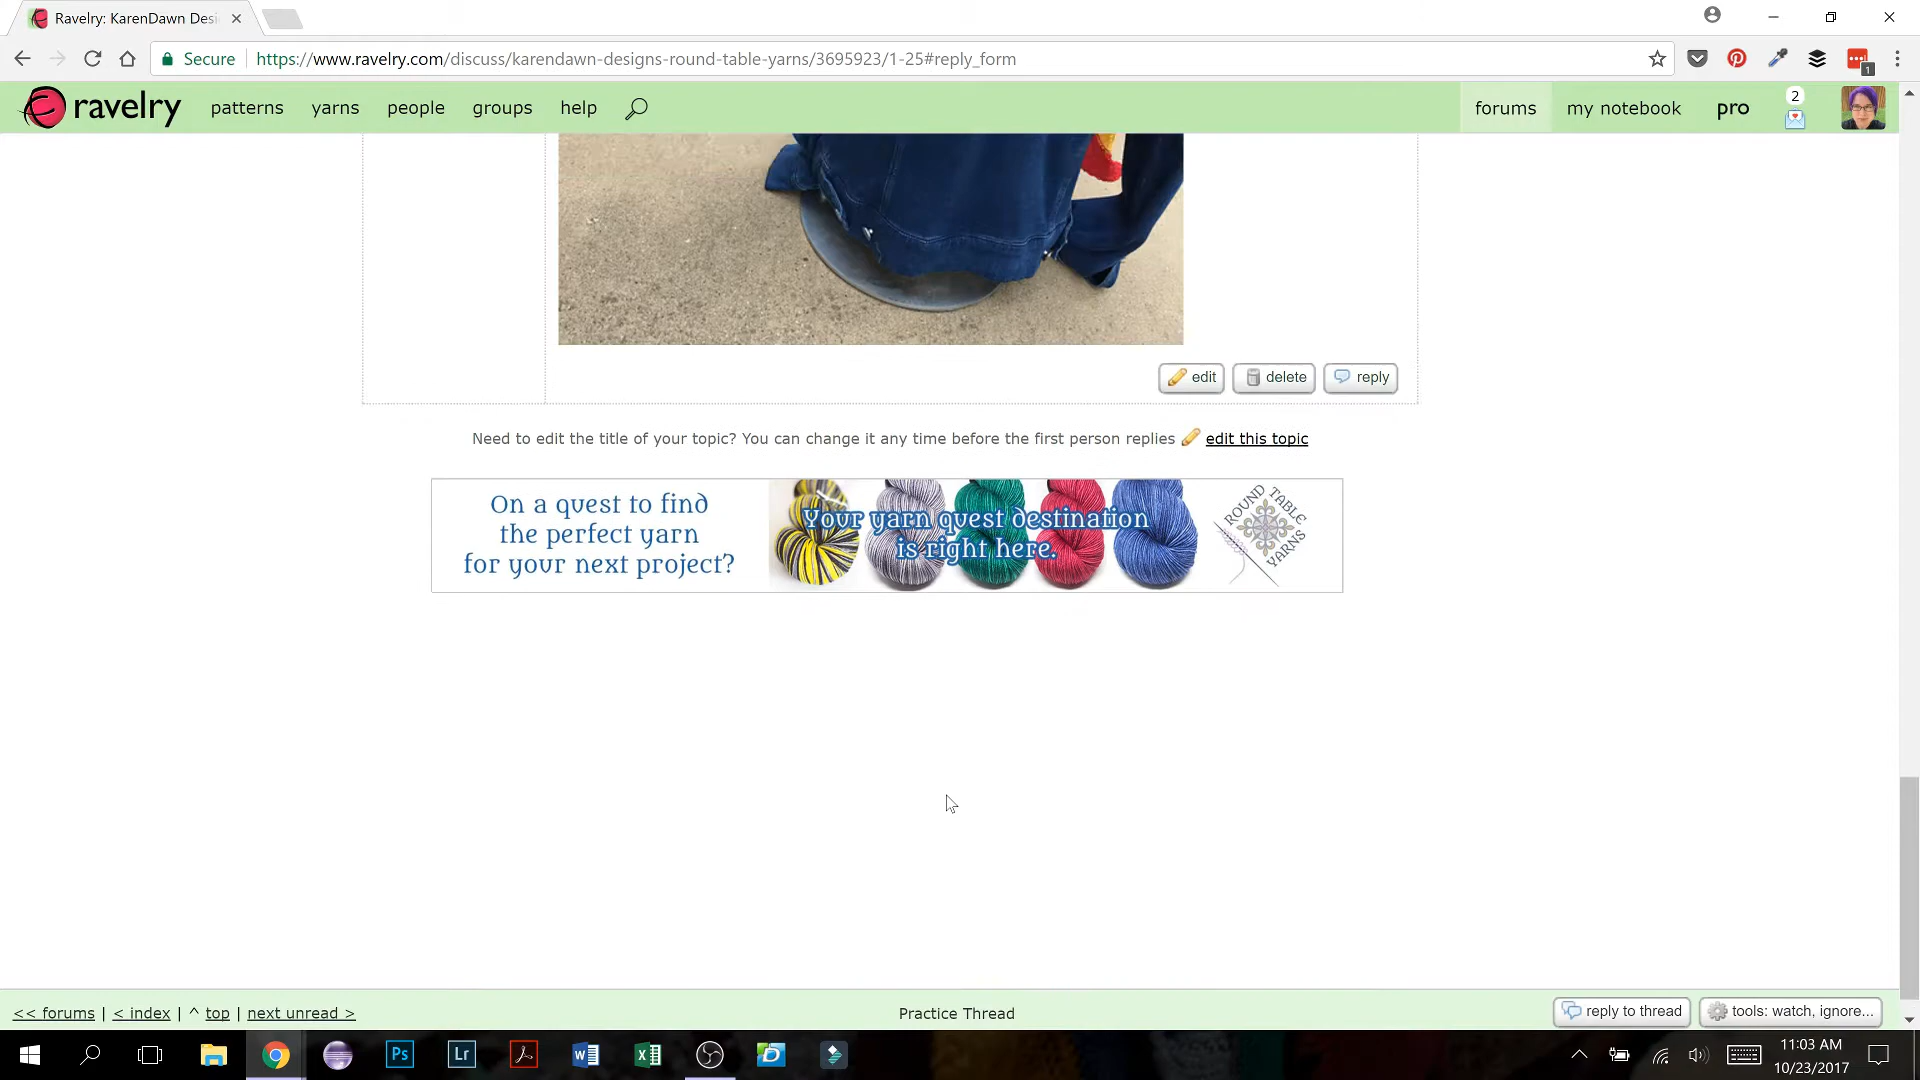 Ravelry: KarenDawn Desi
Secure
https://www.ravelry.com/discuss/karendawn-designs-round-table-yarns/3695923/1-25#reply_form
1
ravelry
patterns
yarns
people
groups
help
forums
my notebook
pro
2
edit
delete
reply
Need to edit the title of your topic? You can change it any time before the first person replies edit this topic
On a quest to find
the perfect yarn
for your next project?
Your yarn quest destination
is right here.
ROUND TABLE
YARNS
<< forums | < index | ^ top | next unread >
Practice Thread
reply to thread
tools: watch, ignore...
Ps
Lr
11:03 AM
10/23/2017